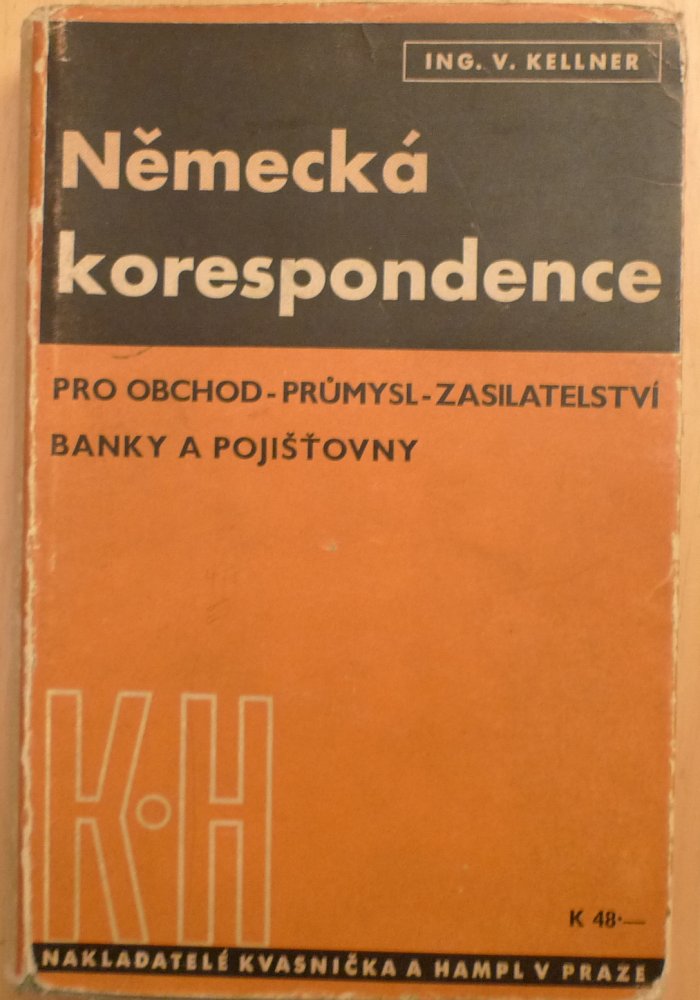 ING. V. KELLNER
Německá
korespondence
PRO OBCHOD-PRŮMYSL-ZASILATELSTVÍ
BANKY A POJIŠŤOVNY
K·H
K 48·—
NAKLADATELÉ KVASNIČKA A HAMPL V PRAZE